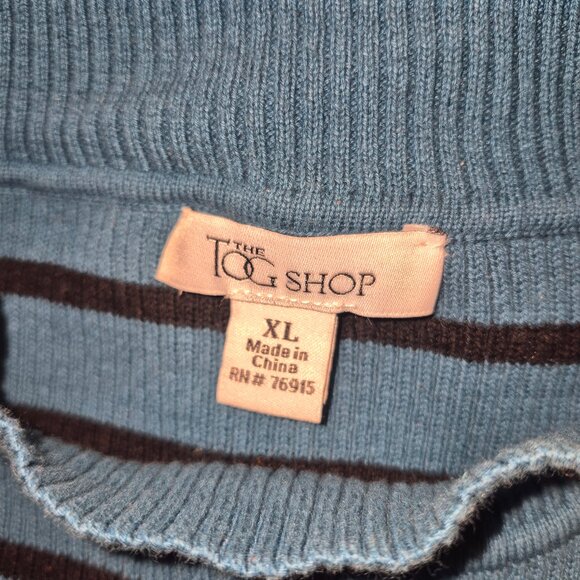 THE
TOG SHOP
XL
Made in
China
RN# 76915